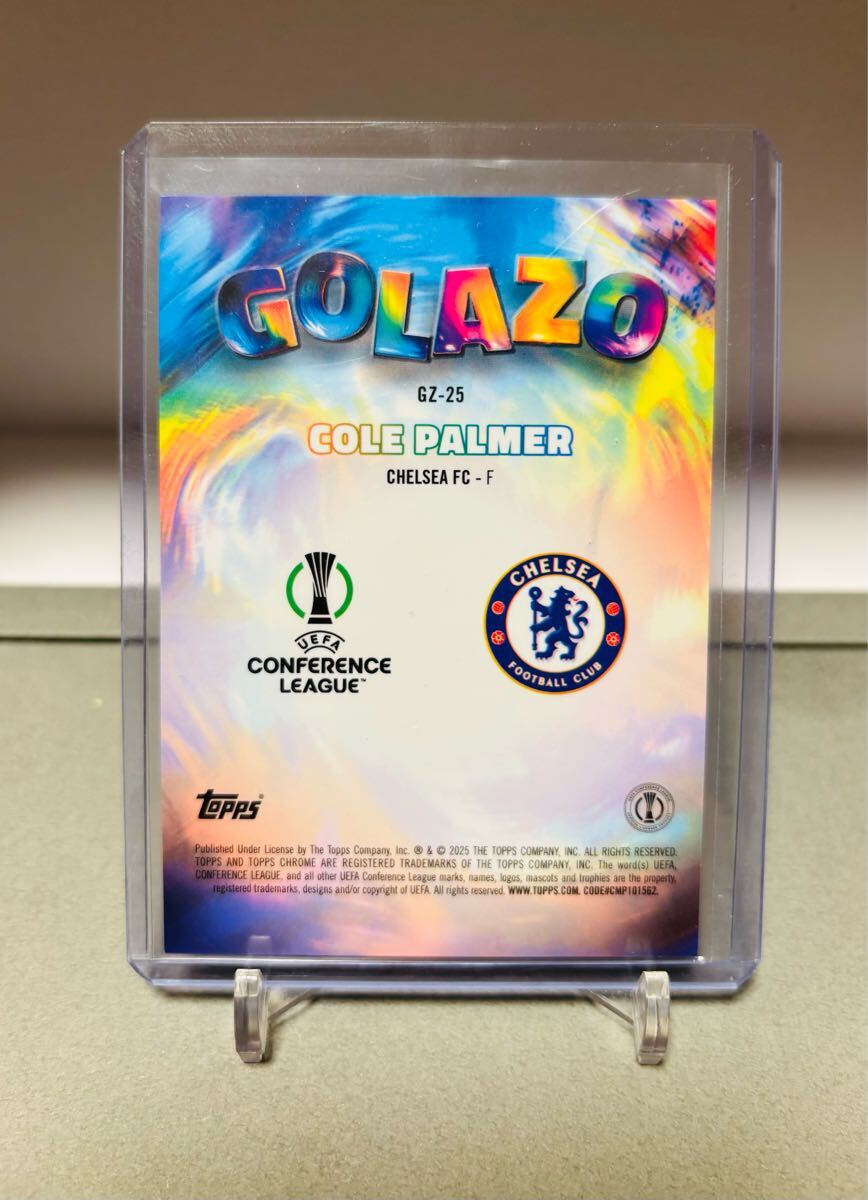 GOLAZO
GZ-25
COLE PALMER
CHELSEA FC - F
UEFA
CONFERENCE
LEAGUE™
CHELSEA
FOOTBALL CLUB
Topps®
Published Under License by The Topps Company, Inc. ® & © 2025 THE TOPPS COMPANY, INC. ALL RIGHTS RESERVED.
TOPPS AND TOPPS CHROME ARE REGISTERED TRADEMARKS OF THE TOPPS COMPANY, INC. The word(s) UEFA,
CONFERENCE LEAGUE, and all other UEFA Conference League marks, names, logos, mascots and trophies are the property,
registered trademarks, designs and/or copyright of UEFA. All rights reserved. WWW.TOPPS.COM. CODE#CMP101562.